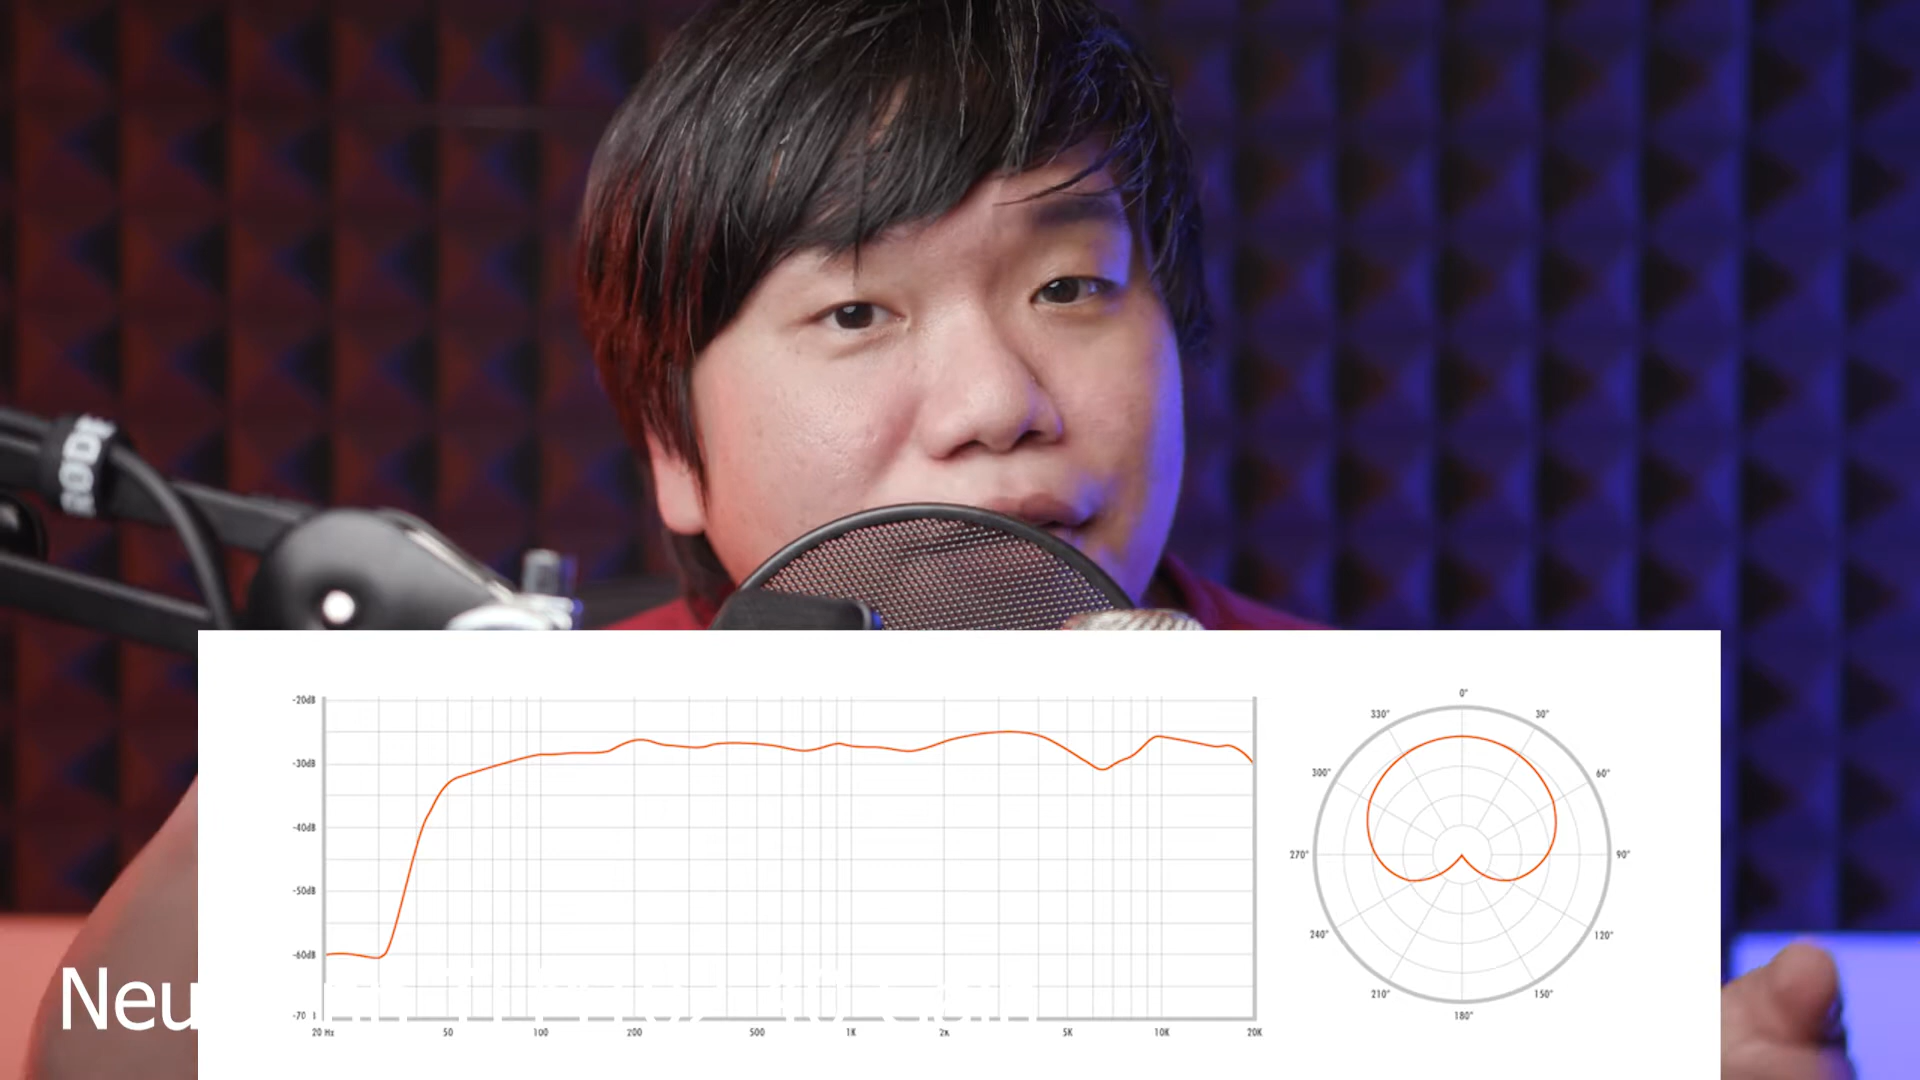 RODE
-20dB
-30dB
-40dB
-50dB
-60dB
-70
20 Hz 50 100 200 500 1K 2K 5K 10K 20K
0°
330° 30°
300° 60°
270° 90°
240° 120°
210° 150°
180°
Neu